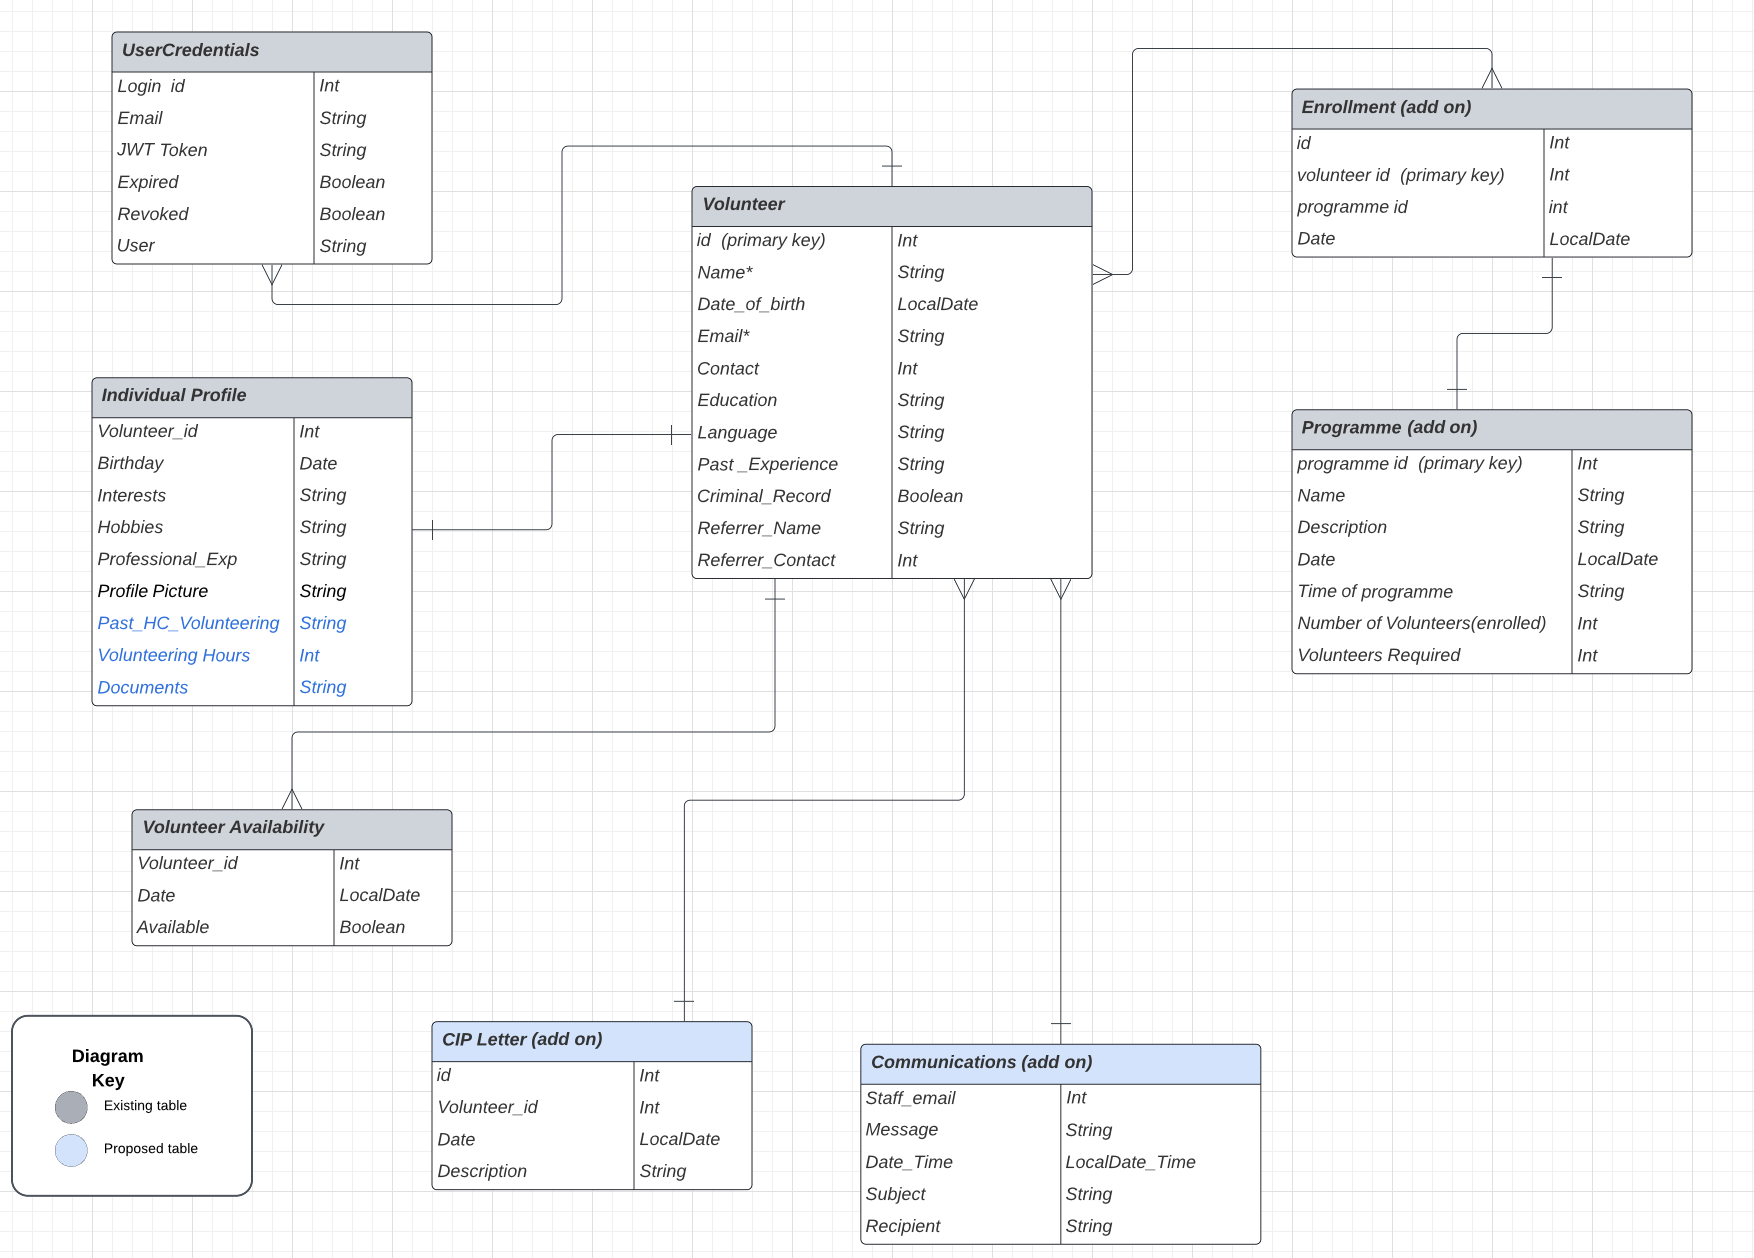 UserCredentials
Login id Int
Email String
JWT Token String
Expired Boolean
Revoked Boolean
User String
Enrollment (add on)
id Int
volunteer id (primary key) Int
programme id int
Date LocalDate
Volunteer
id (primary key) Int
Name* String
Date_of_birth LocalDate
Email* String
Contact Int
Education String
Language String
Past _Experience String
Criminal_Record Boolean
Referrer_Name String
Referrer_Contact Int
Individual Profile
Volunteer_id Int
Birthday Date
Interests String
Hobbies String
Professional_Exp String
Profile Picture String
Past_HC_Volunteering String
Volunteering Hours Int
Documents String
Programme (add on)
programme id (primary key) Int
Name String
Description String
Date LocalDate
Time of programme String
Number of Volunteers(enrolled) Int
Volunteers Required Int
Volunteer Availability
Volunteer_id Int
Date LocalDate
Available Boolean
Diagram
Key
Existing table
Proposed table
CIP Letter (add on)
id Int
Volunteer_id Int
Date LocalDate
Description String
Communications (add on)
Staff_email Int
Message String
Date_Time LocalDate_Time
Subject String
Recipient String